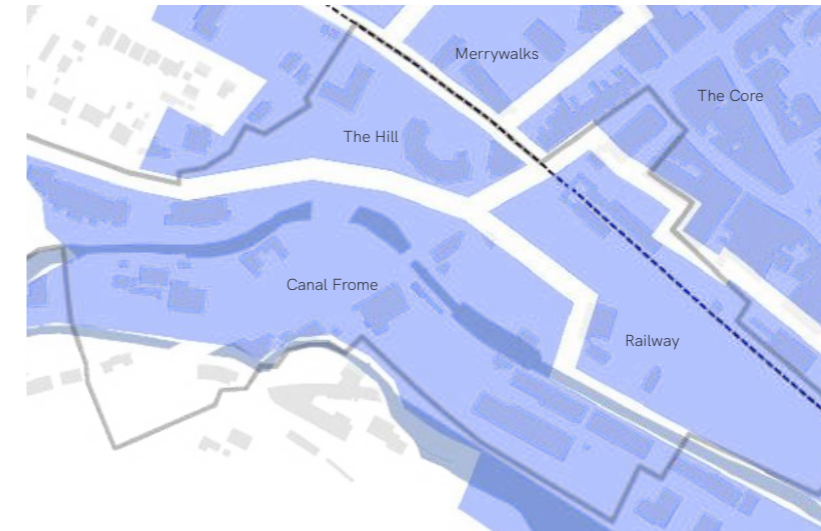 Merrywalks
The Core
The Hill
Canal Frome
Railway